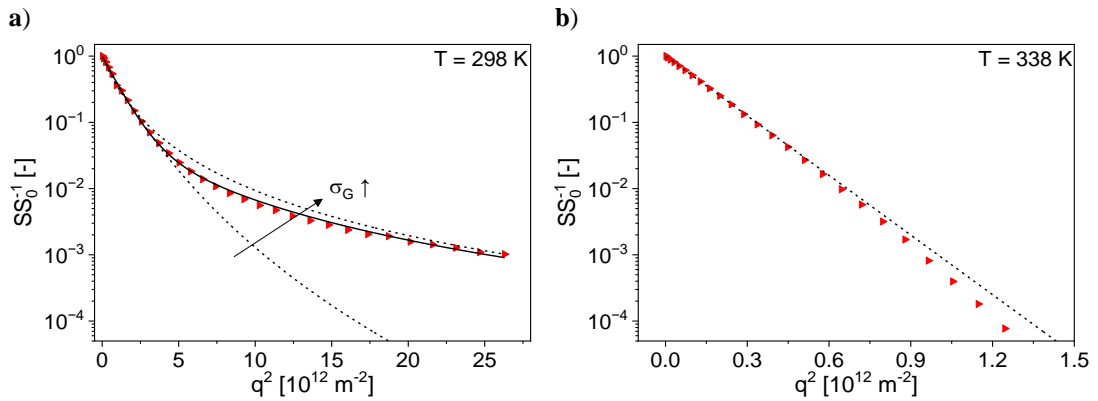 a)
T = 298 K
10⁰
10⁻¹
10⁻²
10⁻³
10⁻⁴
SS₀⁻¹ [-]
σ_G ↑
0 5 10 15 20 25
q² [10¹² m⁻²]
b)
T = 338 K
10⁰
10⁻¹
10⁻²
10⁻³
10⁻⁴
SS₀⁻¹ [-]
0.0 0.3 0.6 0.9 1.2 1.5
q² [10¹² m⁻²]